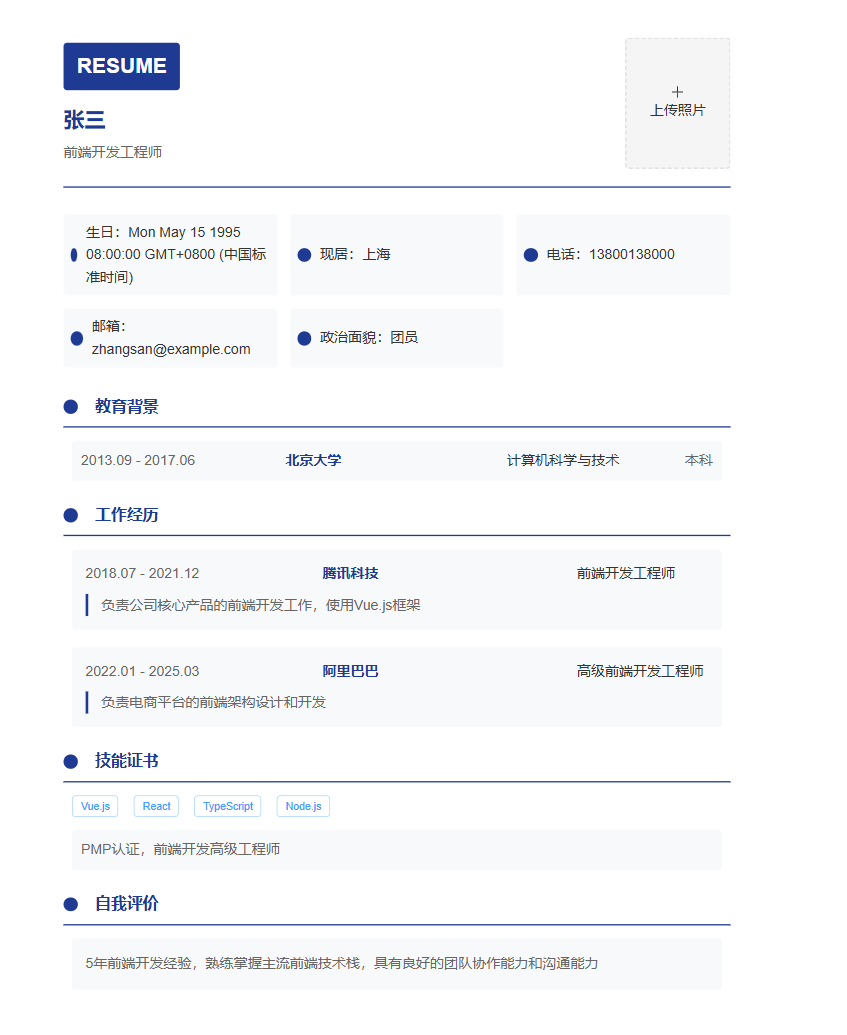 RESUME
张三
前端开发工程师
+
上传照片
生日：Mon May 15 1995
08:00:00 GMT+0800 (中国标
准时间)
现居：上海
电话：13800138000
邮箱：
zhangsan@example.com
政治面貌：团员
教育背景
2013.09 - 2017.06 北京大学 计算机科学与技术 本科
工作经历
2018.07 - 2021.12 腾讯科技 前端开发工程师
负责公司核心产品的前端开发工作，使用Vue.js框架
2022.01 - 2025.03 阿里巴巴 高级前端开发工程师
负责电商平台的前端架构设计和开发
技能证书
Vue.js React TypeScript Node.js
PMP认证，前端开发高级工程师
自我评价
5年前端开发经验，熟练掌握主流前端技术栈，具有良好的团队协作能力和沟通能力